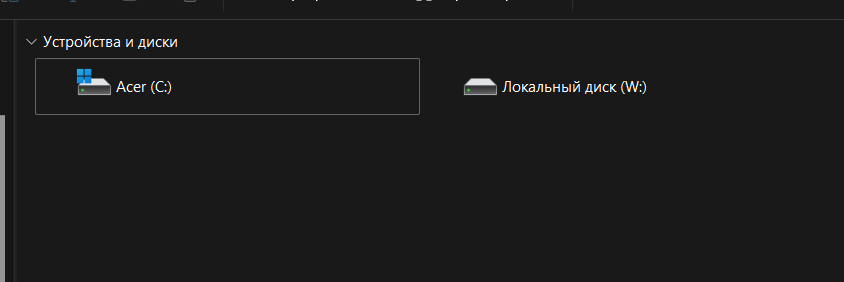 Устройства и диски
Acer (C:)
Локальный диск (W:)